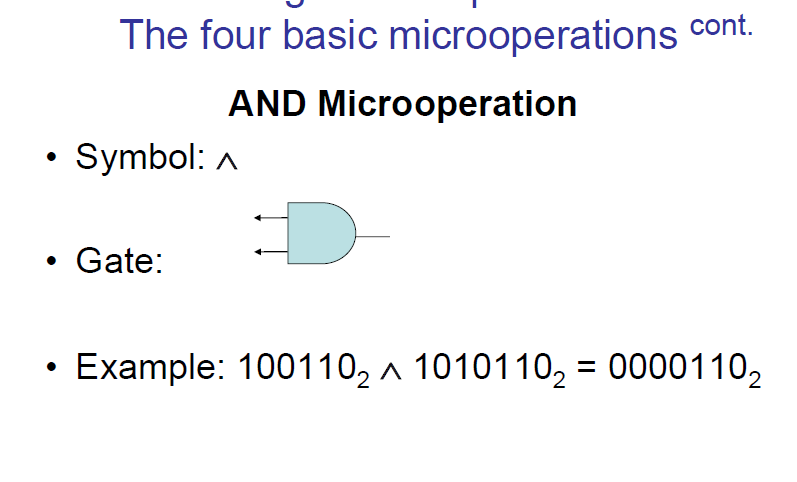 The four basic microoperations cont.
AND Microoperation
• Symbol: ∧
• Gate:
• Example: 100110₂ ∧ 1010110₂ = 0000110₂